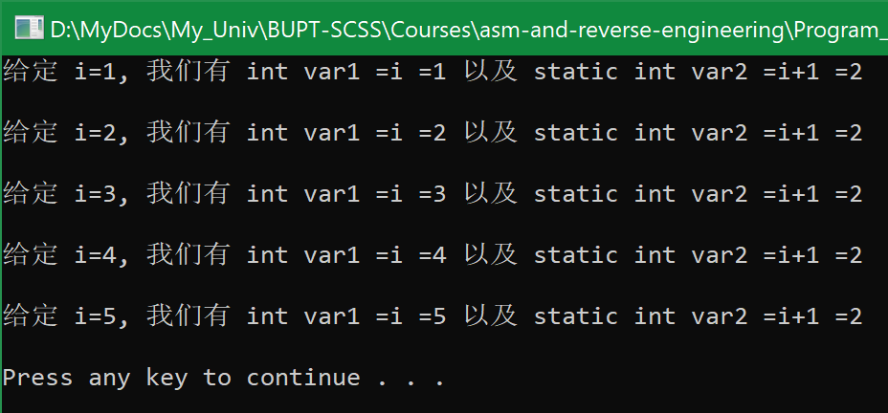 D:\MyDocs\My_Univ\BUPT-SCSS\Courses\asm-and-reverse-engineering\Program_
给定 i=1, 我们有 int var1 =i =1 以及 static int var2 =i+1 =2
给定 i=2, 我们有 int var1 =i =2 以及 static int var2 =i+1 =2
给定 i=3, 我们有 int var1 =i =3 以及 static int var2 =i+1 =2
给定 i=4, 我们有 int var1 =i =4 以及 static int var2 =i+1 =2
给定 i=5, 我们有 int var1 =i =5 以及 static int var2 =i+1 =2
Press any key to continue . . .